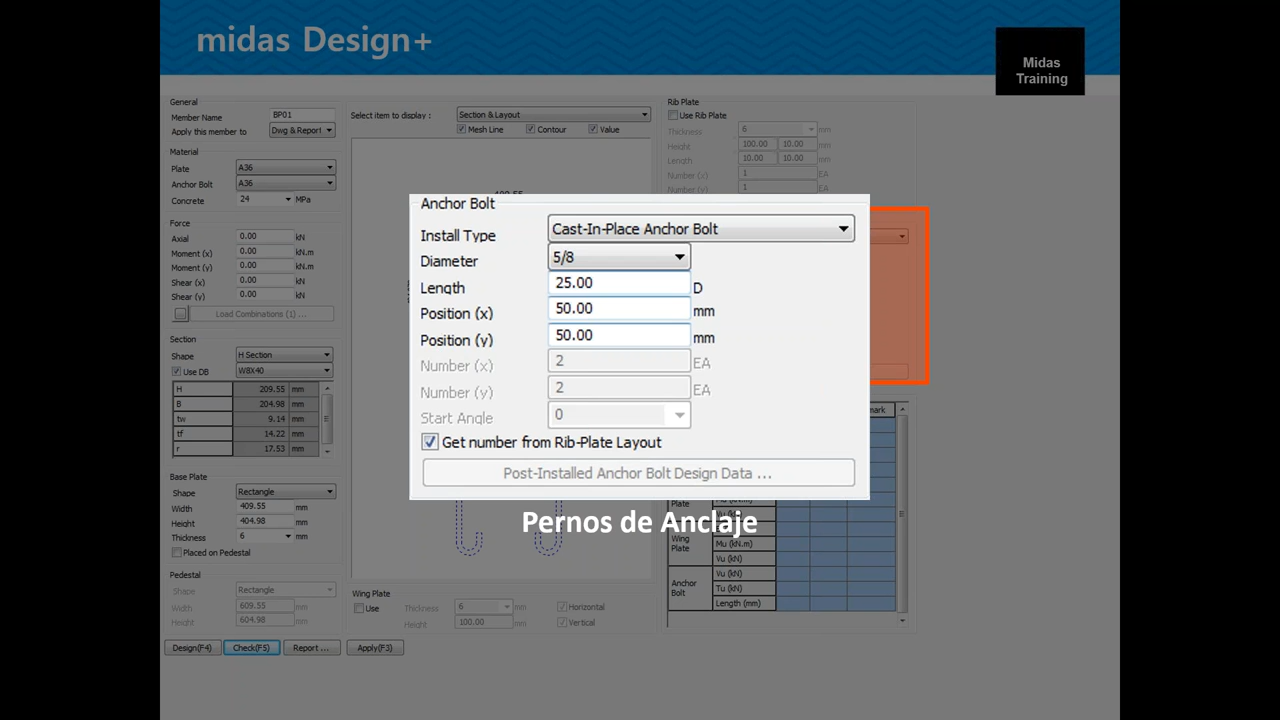 midas Design+
Midas
Training
General
Member Name BP01
Apply this member to Dwg & Report
Material
Plate A36
Anchor Bolt A36
Concrete 24 MPa
Force
Axial 0.00 kN
Moment (x) 0.00 kN.m
Moment (y) 0.00 kN.m
Shear (x) 0.00 kN
Shear (y) 0.00 kN
Load Combinations (1) ...
Section
Shape H Section
Use DB W8X40
H 209.55 mm
B 204.98 mm
tw 9.14 mm
tf 14.22 mm
r 17.53 mm
Base Plate
Shape Rectangle
Width 409.55 mm
Height 404.98 mm
Thickness 6 mm
Placed on Pedestal
Pedestal
Shape Rectangle
Width 609.55 mm
Height 604.98 mm
Design(F4) Check(F5) Report ... Apply(F3)
Select item to display : Section & Layout
Mesh Line Contour Value
Anchor Bolt
Install Type Cast-In-Place Anchor Bolt
Diameter 5/8
Length 25.00 D
Position (x) 50.00 mm
Position (y) 50.00 mm
Number (x) 2 EA
Number (y) 2 EA
Start Angle 0
Get number from Rib-Plate Layout
Post-Installed Anchor Bolt Design Data ...
Pernos de Anclaje
Wing Plate
Use Thickness 6 mm Horizontal
Height 100.00 mm Vertical
Rib Plate
Use Rib Plate
Thickness 6 mm
Height 100.00 10.00 mm
Length 10.00 10.00 mm
Number (x) 1 EA
Number (y) 1 EA
Plate
Wing
Plate
Mu (kN.m)
Vu (kN)
Anchor
Bolt
Vu (kN)
Tu (kN)
Length (mm)